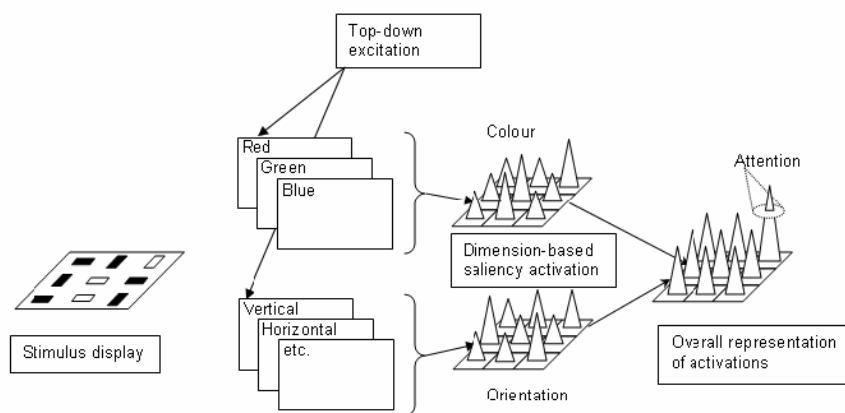 Top-down
excitation
Red
Green
Blue
Colour
Attention
Dimension-based
saliency activation
Vertical
Horizontal
etc.
Stimulus display
Orientation
Overall representation
of activations